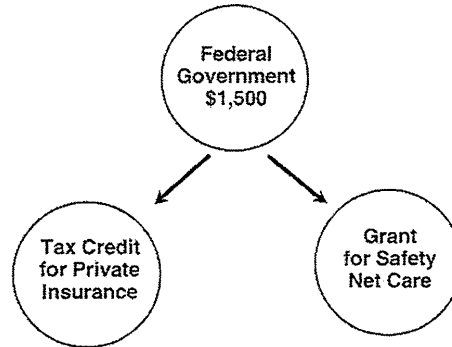 Federal
Government
$1,500
Tax Credit
for Private
Insurance
Grant
for Safety
Net Care